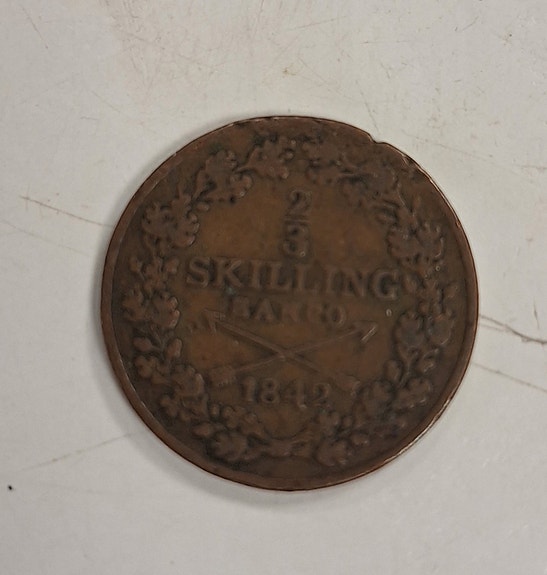 2/3
SKILLING
BANCO
1842